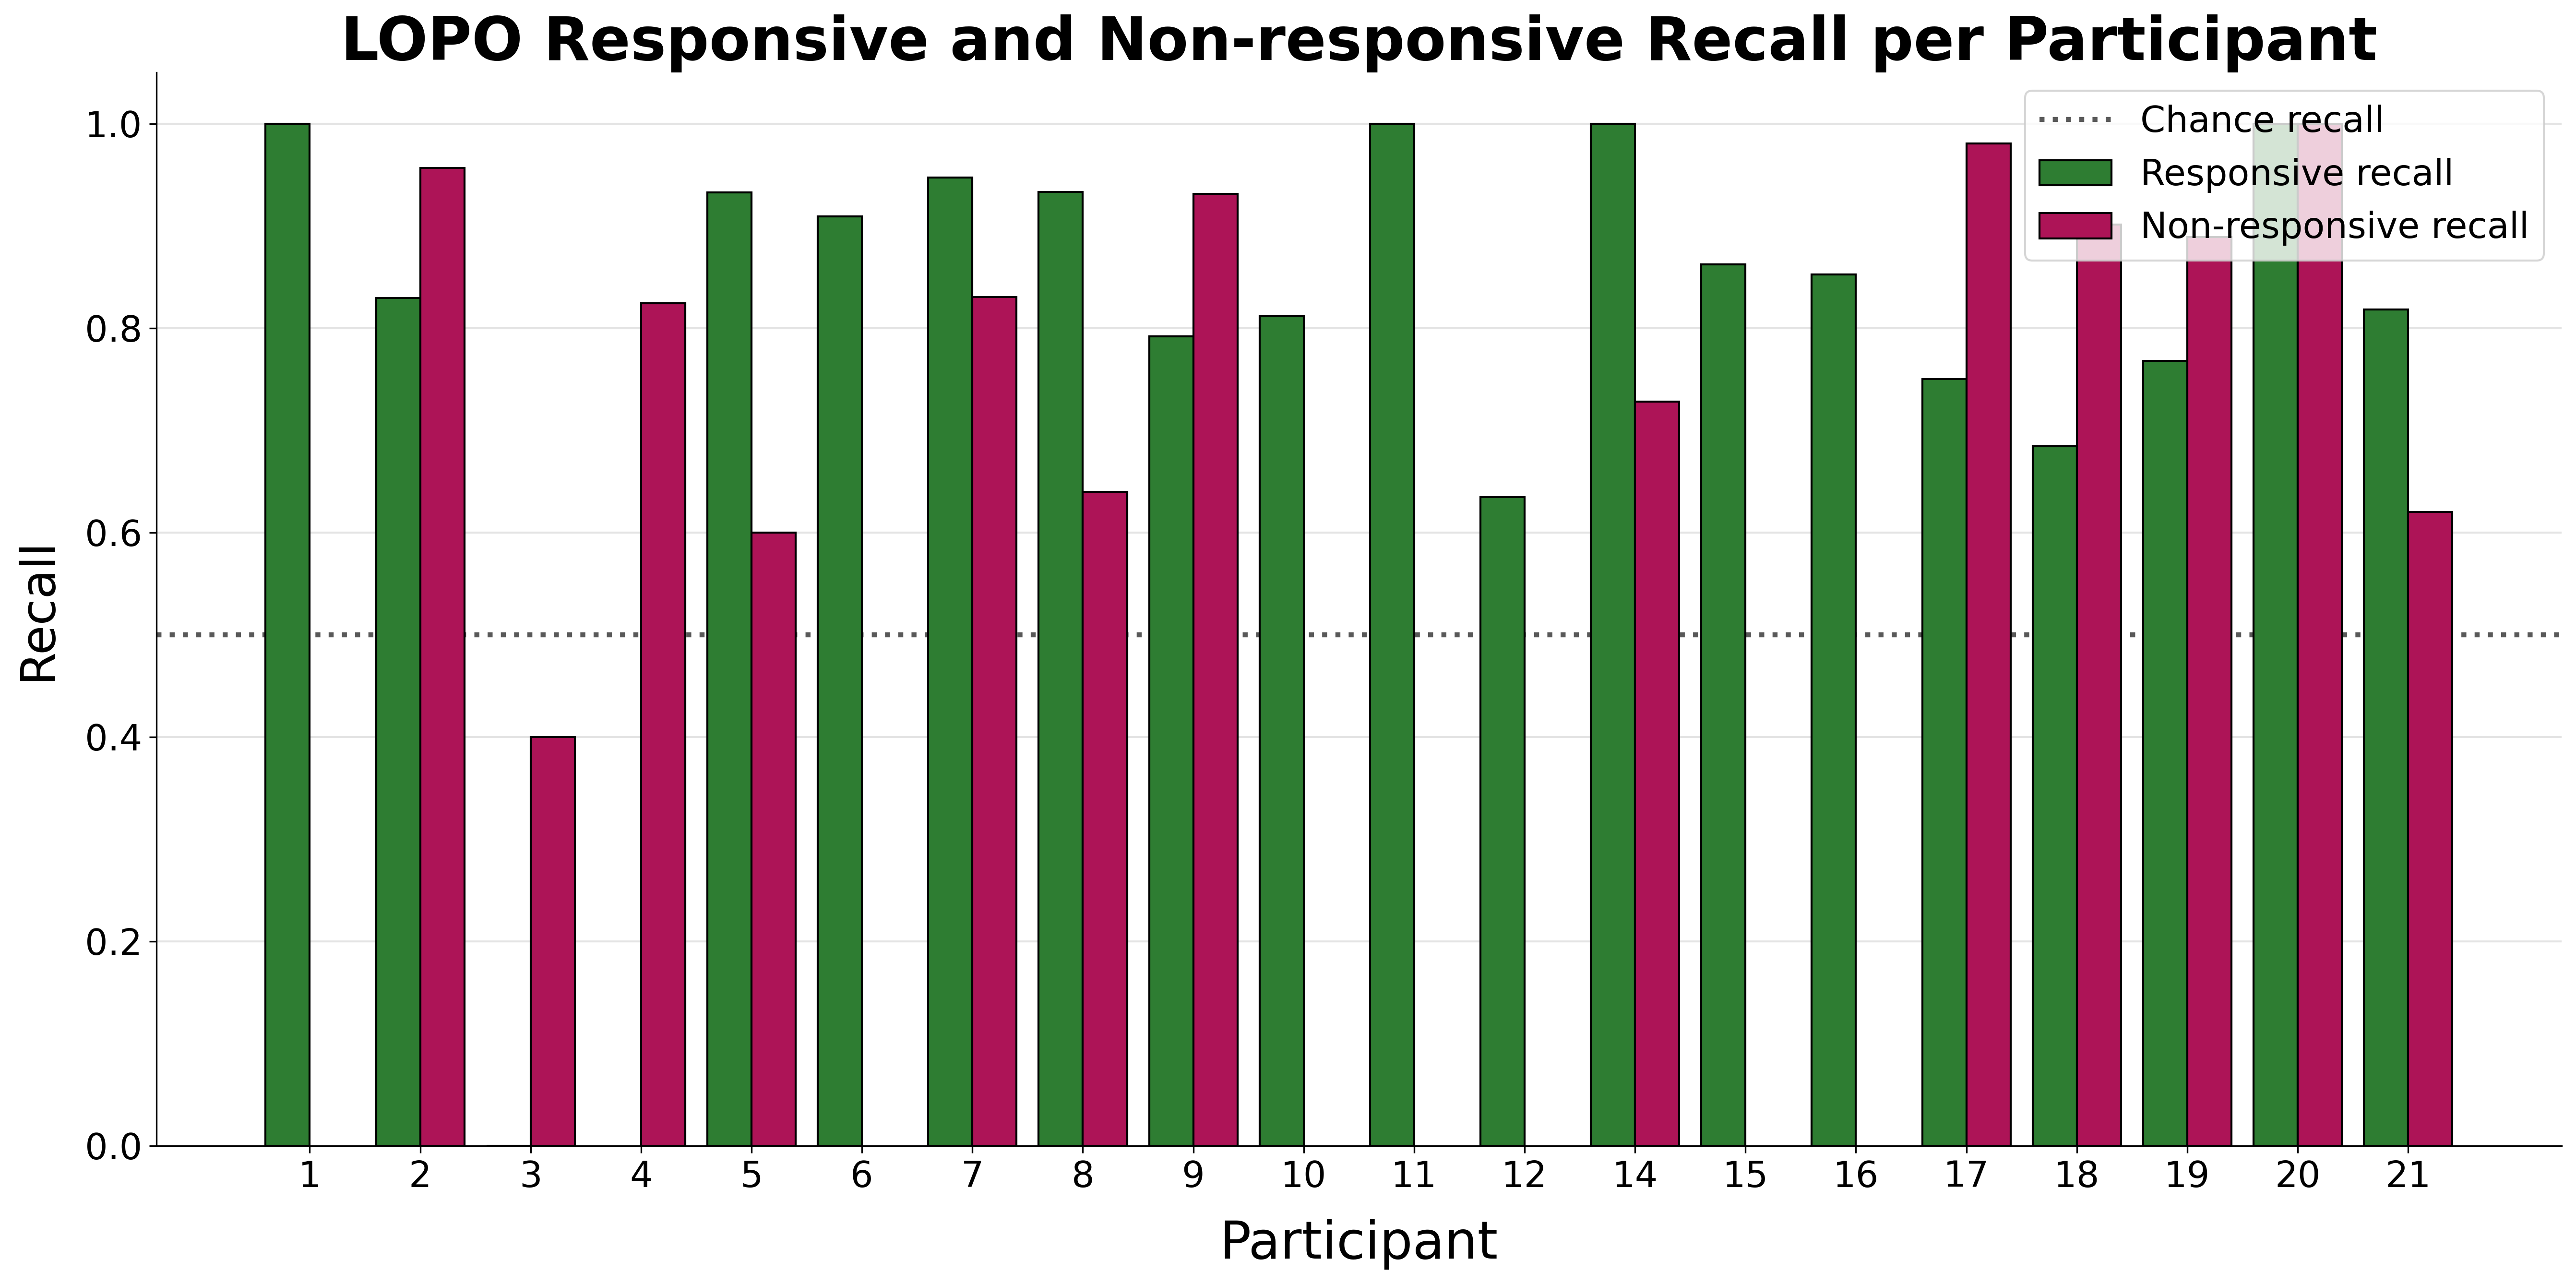 LOPO Responsive and Non-responsive Recall per Participant
Chance recall
Responsive recall
Non-responsive recall
Recall
1.0
0.8
0.6
0.4
0.2
0.0
1 2 3 4 5 6 7 8 9 10 11 12 14 15 16 17 18 19 20 21
Participant